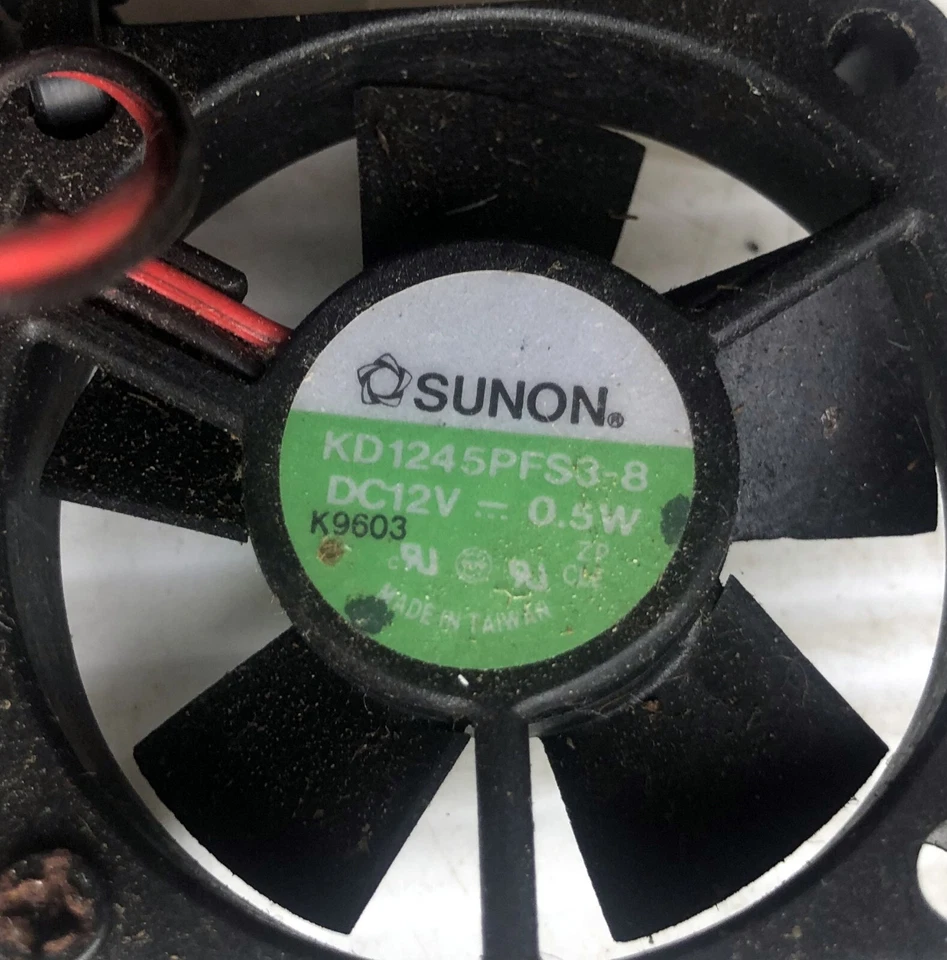 SUNON®
KD1245PFS3-8
DC12V ⎓ 0.5W
K9603
MADE IN TAIWAN